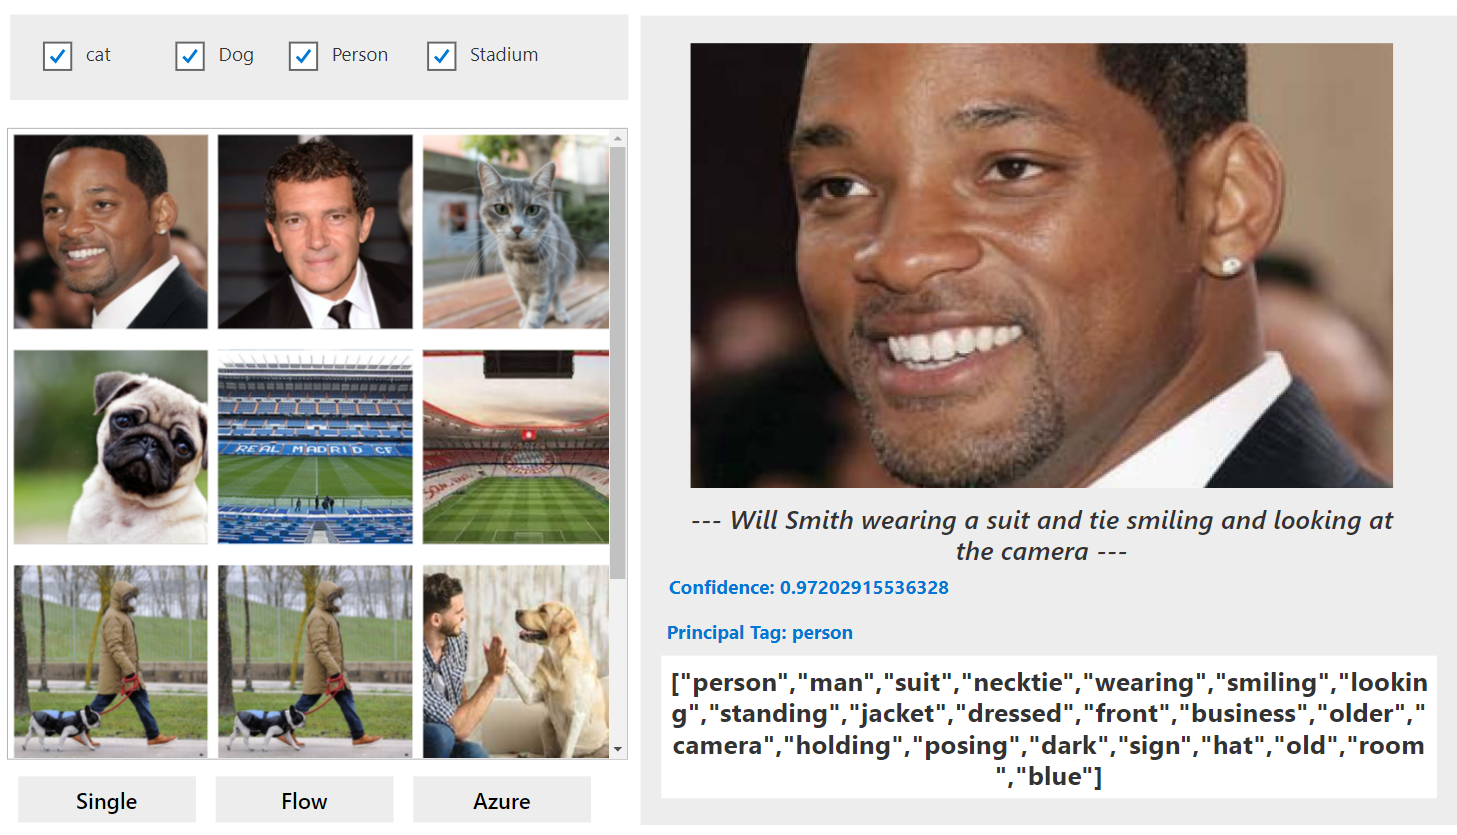 cat
Dog
Person
Stadium
REAL MADRID CF
--- Will Smith wearing a suit and tie smiling and looking at
the camera ---
Confidence: 0.97202915536328
Principal Tag: person
["person","man","suit","necktie","wearing","smiling","lookin
g","standing","jacket","dressed","front","business","older","
camera","holding","posing","dark","sign","hat","old","room
","blue"]
Single
Flow
Azure